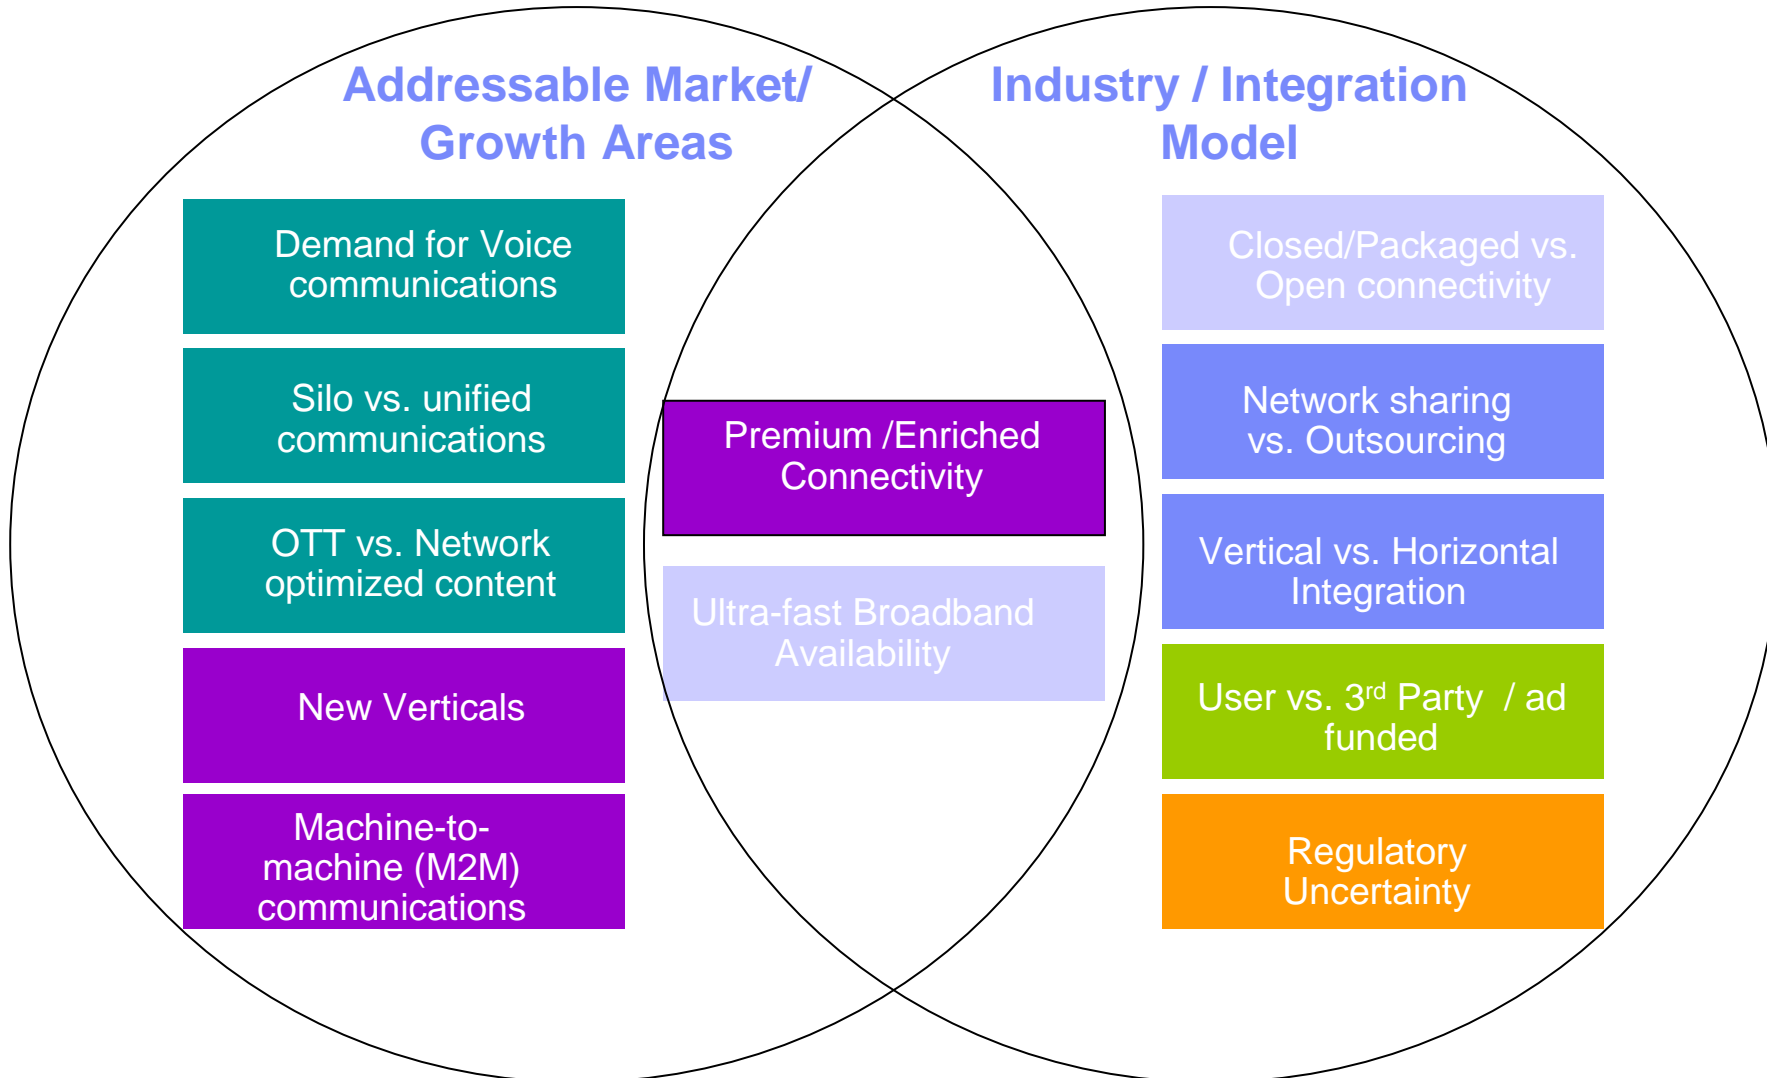 Addressable Market/
Growth Areas
Industry / Integration
Model
Demand for Voice
communications
Silo vs. unified
communications
OTT vs. Network
optimized content
New Verticals
Machine-to-
machine (M2M)
communications
Premium /Enriched
Connectivity
Ultra-fast Broadband
Availability
Closed/Packaged vs.
Open connectivity
Network sharing
vs. Outsourcing
Vertical vs. Horizontal
Integration
User vs. 3rd Party / ad
funded
Regulatory
Uncertainty